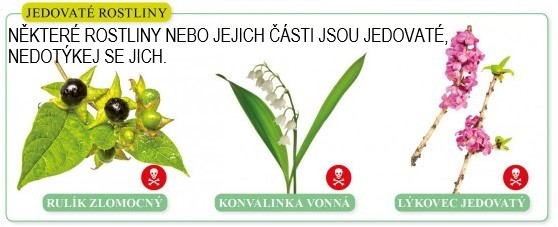 JEDOVATÉ ROSTLINY
NĚKTERÉ ROSTLINY NEBO JEJICH ČÁSTI JSOU JEDOVATÉ,
NEDOTÝKEJ SE JICH.
RULÍK ZLOMOCNÝ
KONVALINKA VONNÁ
LÝKOVEC JEDOVATÝ